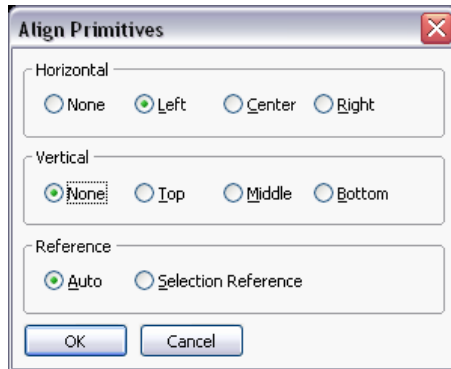 Align Primitives
Horizontal
None Left Center Right
Vertical
None Top Middle Bottom
Reference
Auto Selection Reference
OK Cancel